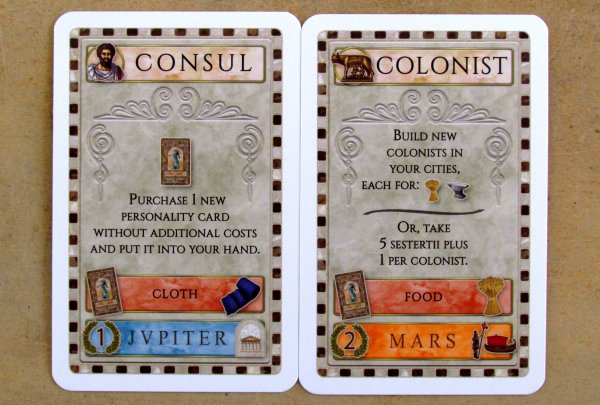 CONSUL
PURCHASE 1 NEW
PERSONALITY CARD
WITHOUT ADDITIONAL COSTS
AND PUT IT INTO YOUR HAND.
CLOTH
1 JVPITER
COLONIST
BUILD NEW
COLONISTS IN
YOUR CITIES,
EACH FOR:
OR, TAKE
5 SESTERTII PLUS
1 PER COLONIST.
FOOD
2 MARS